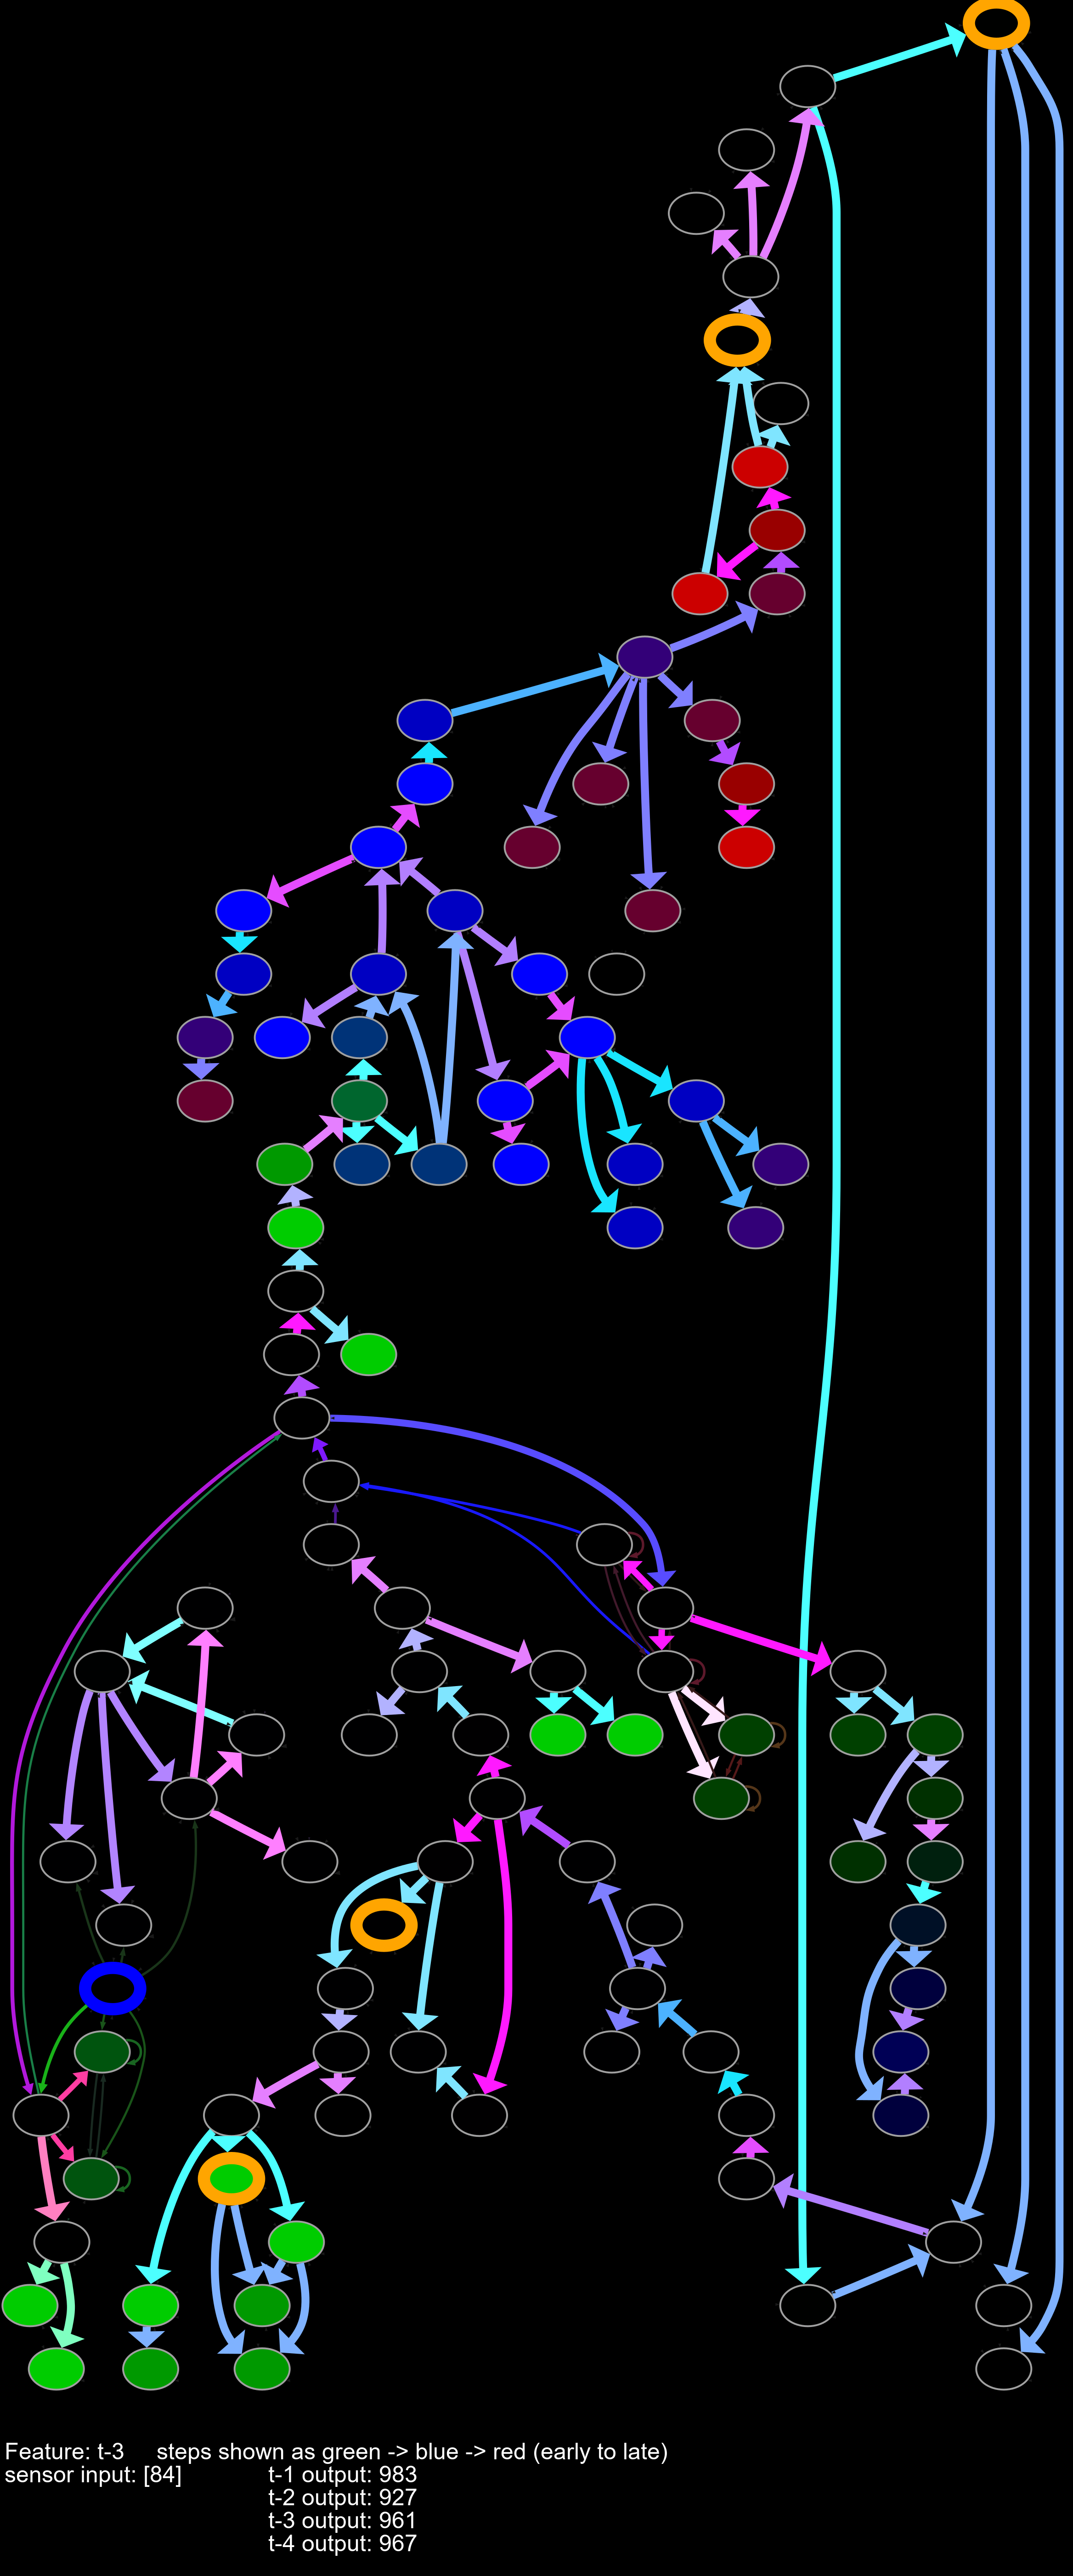 Feature: t-3 steps shown as green -> blue -> red (early to late)
sensor input: [84] t-1 output: 983
t-2 output: 927
t-3 output: 961
t-4 output: 967